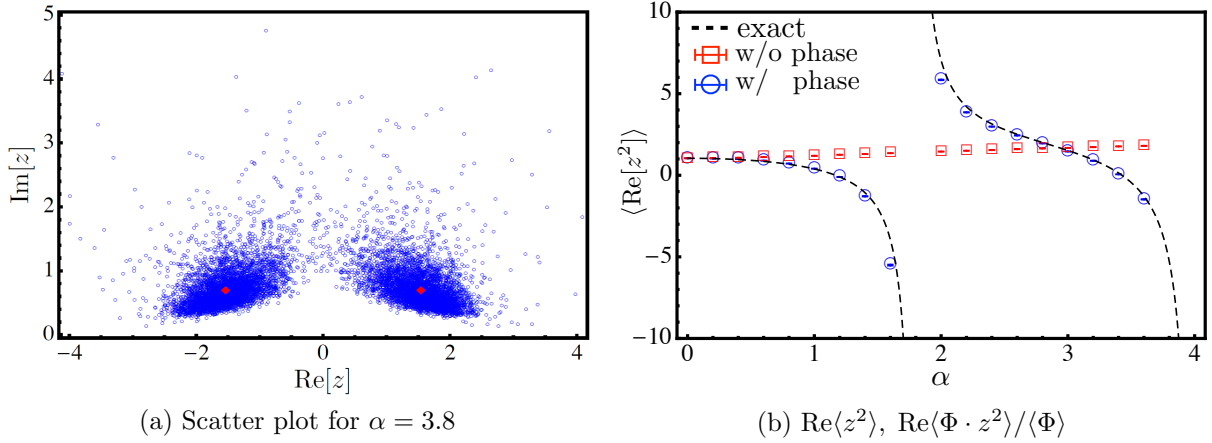 5
4
3
2
1
0
Im[z]
−4
−2
0
2
4
Re[z]
(a) Scatter plot for α = 3.8
10
5
0
−5
−10
⟨Re[z²]⟩
exact
w/o phase
w/ phase
0
1
2
3
4
α
(b) Re⟨z²⟩, Re⟨Φ · z²⟩/⟨Φ⟩